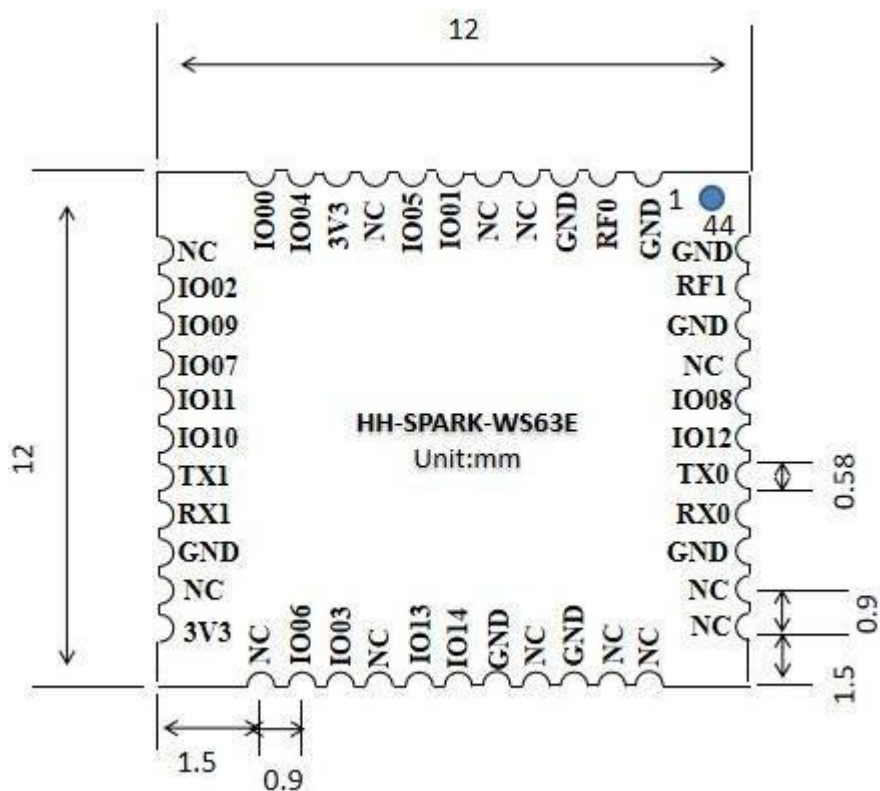 12
IO00
IO04
3V3
NC
IO05
IO01
NC
NC
GND
RF0
GND
1
44
NC
IO02
IO09
IO07
IO11
IO10
TX1
RX1
GND
NC
3V3
12
HH-SPARK-WS63E
Unit:mm
GND
RF1
GND
NC
IO08
IO12
TX0
RX0
GND
NC
NC
0.58
0.9
1.5
NC
IO06
IO03
NC
IO13
IO14
GND
NC
GND
NC
NC
1.5
0.9